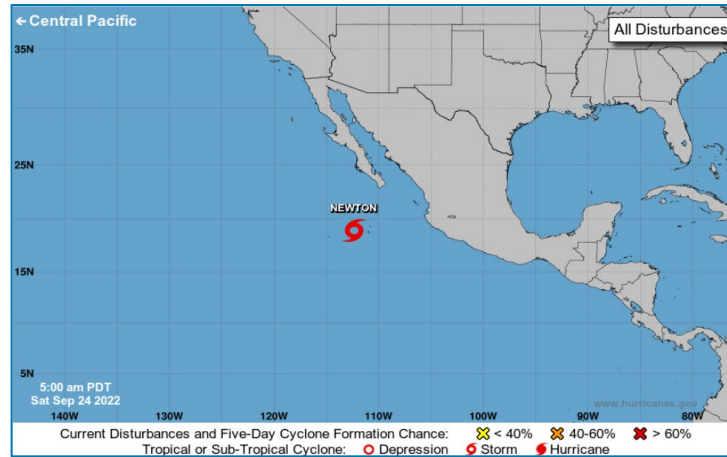 ← Central Pacific
All Disturbances
35N
25N
NEWTON
15N
5N
5:00 am PDT
Sat Sep 24 2022
www.hurricanes.gov
140W 130W 120W 110W 100W 90W 80W
Current Disturbances and Five-Day Cyclone Formation Chance: < 40% 40-60% > 60%
Tropical or Sub-Tropical Cyclone: Depression Storm Hurricane